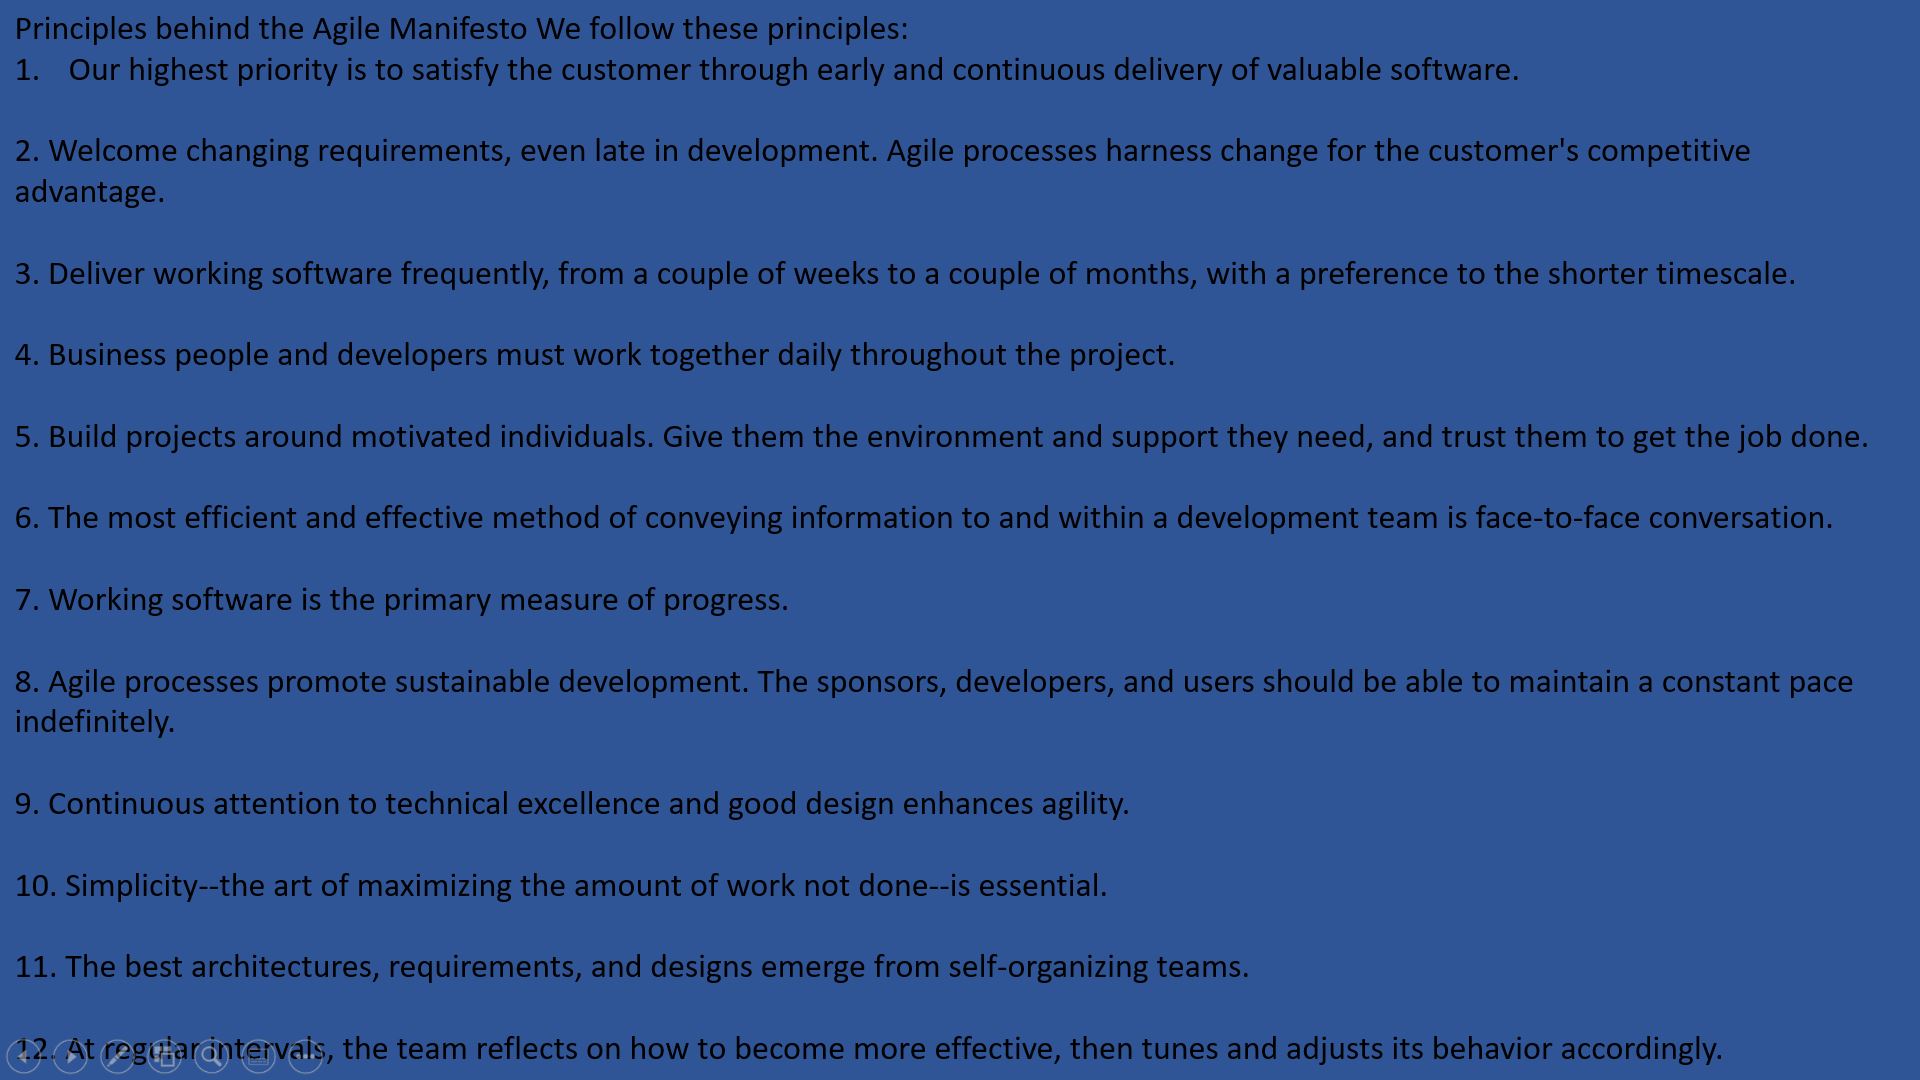 Principles behind the Agile Manifesto We follow these principles:
1. Our highest priority is to satisfy the customer through early and continuous delivery of valuable software.
2. Welcome changing requirements, even late in development. Agile processes harness change for the customer's competitive
advantage.
3. Deliver working software frequently, from a couple of weeks to a couple of months, with a preference to the shorter timescale.
4. Business people and developers must work together daily throughout the project.
5. Build projects around motivated individuals. Give them the environment and support they need, and trust them to get the job done.
6. The most efficient and effective method of conveying information to and within a development team is face-to-face conversation.
7. Working software is the primary measure of progress.
8. Agile processes promote sustainable development. The sponsors, developers, and users should be able to maintain a constant pace
indefinitely.
9. Continuous attention to technical excellence and good design enhances agility.
10. Simplicity--the art of maximizing the amount of work not done--is essential.
11. The best architectures, requirements, and designs emerge from self-organizing teams.
12. At regular intervals, the team reflects on how to become more effective, then tunes and adjusts its behavior accordingly.